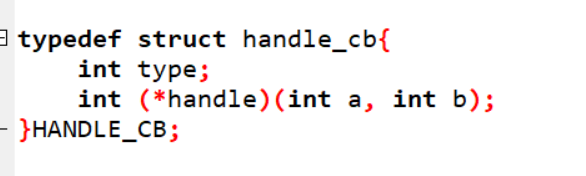 typedef struct handle_cb{
    int type;
    int (*handle)(int a, int b);
}HANDLE_CB;